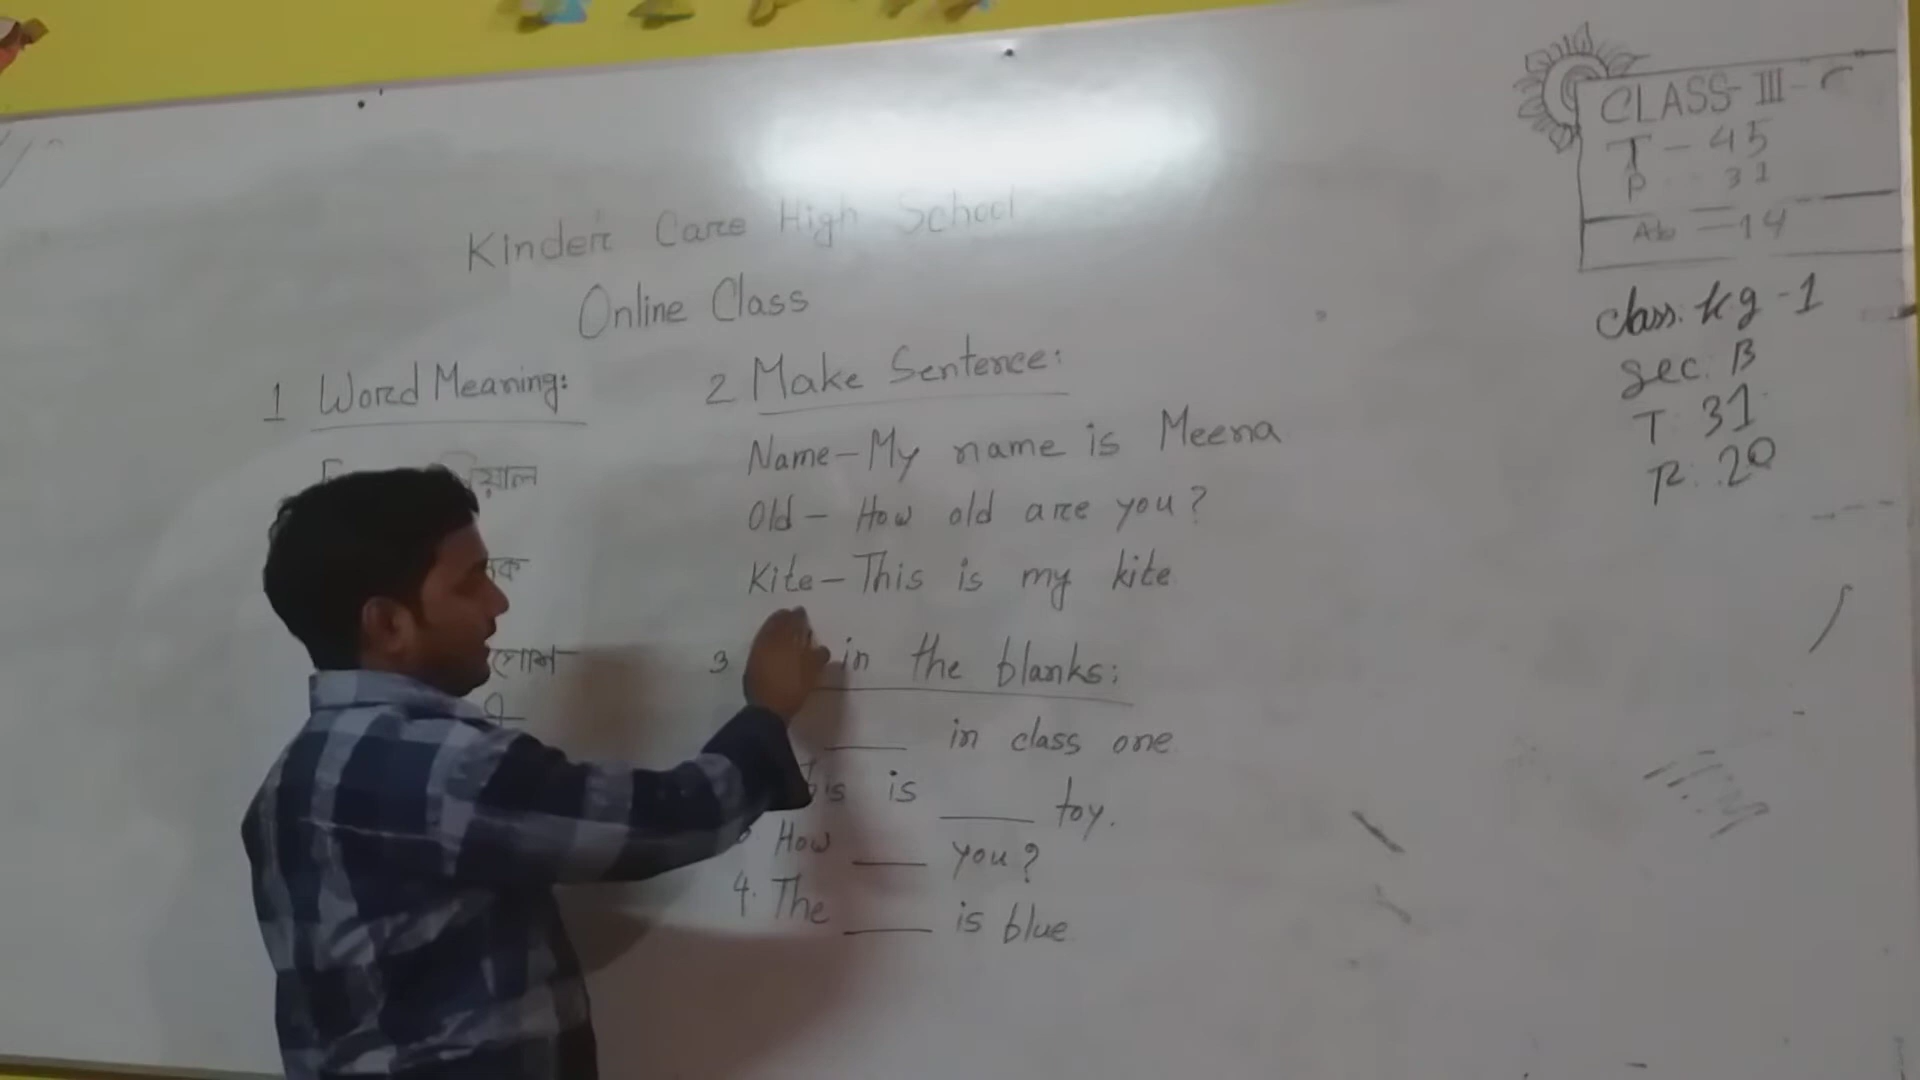 Kinder Care High School
Online Class
1 Word Meaning:
2 Make Sentence:
Name – My name is Meena
Old – How old are you?
Kite – This is my kite
3 in the blanks:
in class one
is ____ toy.
How ____ you?
4. The ____ is blue
CLASS - III - C
T - 45
P 31
Ab = 14
class: kg - 1
sec: B
T: 31
P: 20